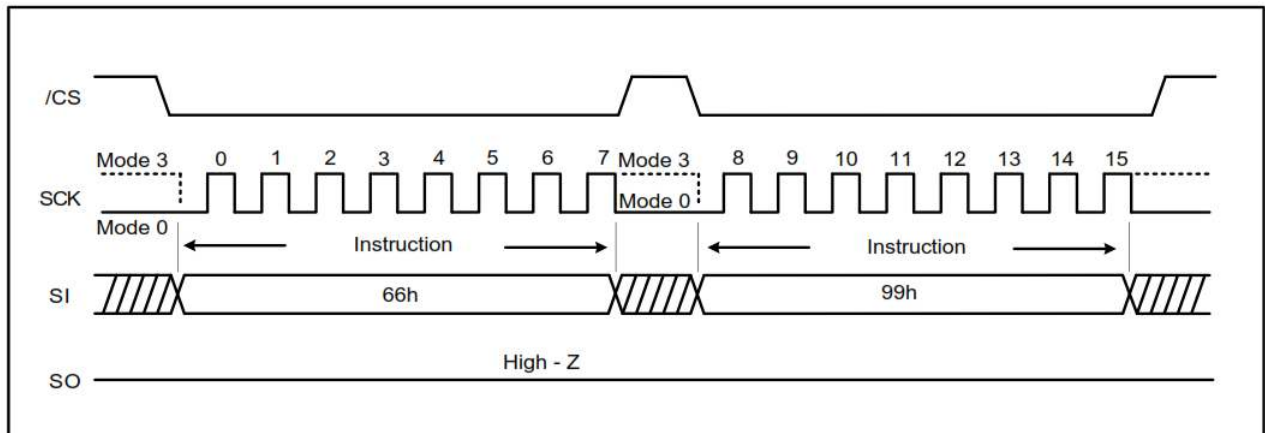 /CS
Mode 3 0 1 2 3 4 5 6 7 Mode 3 8 9 10 11 12 13 14 15
SCK
Mode 0
Mode 0
Instruction Instruction
SI 66h 99h
High - Z
SO